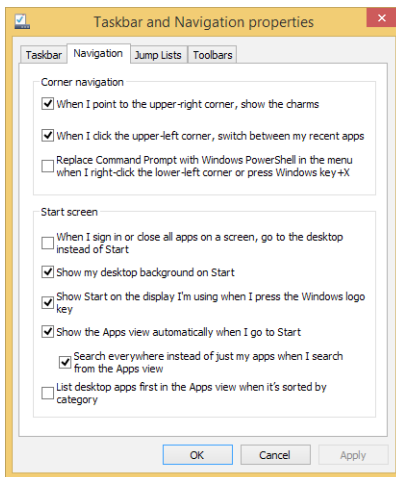 Taskbar and Navigation properties
Taskbar Navigation Jump Lists Toolbars
Corner navigation
When I point to the upper-right corner, show the charms
When I click the upper-left corner, switch between my recent apps
Replace Command Prompt with Windows PowerShell in the menu
when I right-click the lower-left corner or press Windows key+X
Start screen
When I sign in or close all apps on a screen, go to the desktop
instead of Start
Show my desktop background on Start
Show Start on the display I'm using when I press the Windows logo
key
Show the Apps view automatically when I go to Start
Search everywhere instead of just my apps when I search
from the Apps view
List desktop apps first in the Apps view when it's sorted by
category
OK Cancel Apply